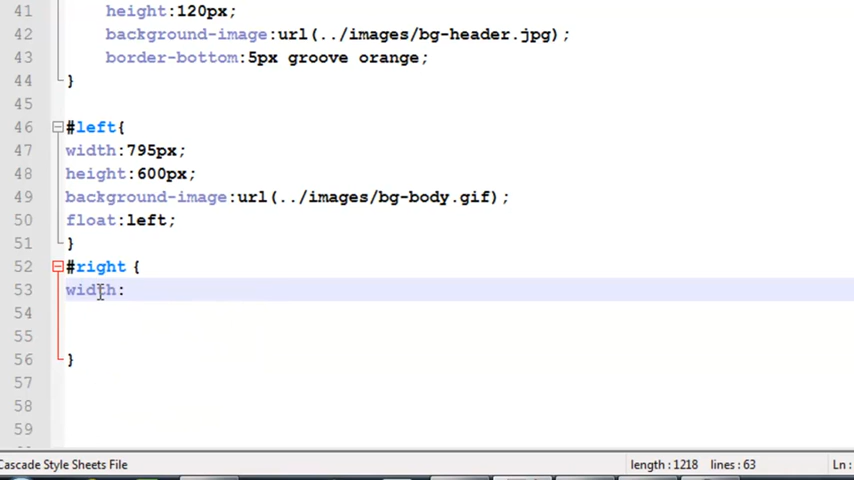 41 height:120px;
42 background-image:url(../images/bg-header.jpg);
43 border-bottom:5px groove orange;
44 }
45
46 #left{
47 width:795px;
48 height:600px;
49 background-image:url(../images/bg-body.gif);
50 float:left;
51 }
52 #right {
53 width:
54
55
56 }
57
58
59
Cascade Style Sheets File length : 1218 lines : 63 Ln :